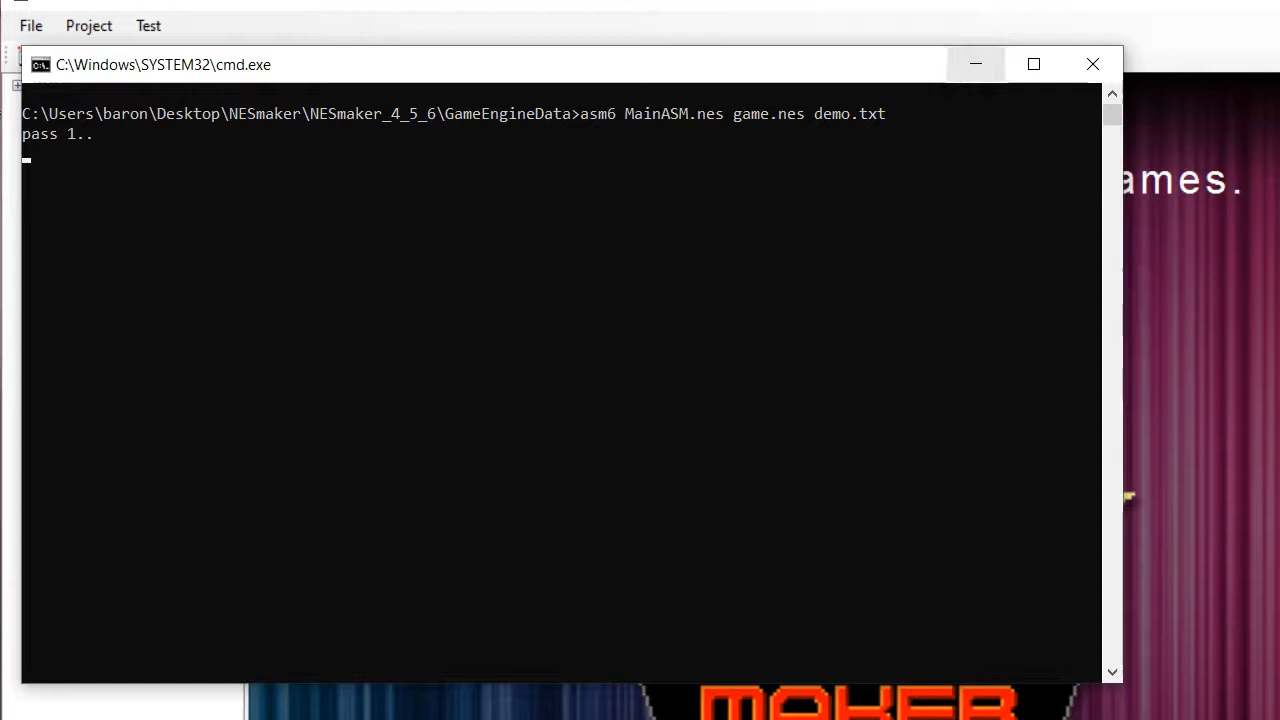 File Project Test
C:\Windows\SYSTEM32\cmd.exe
C:\Users\baron\Desktop\NESmaker\NESmaker_4_5_6\GameEngineData>asm6 MainASM.nes game.nes demo.txt
pass 1..
ames.
MAKER